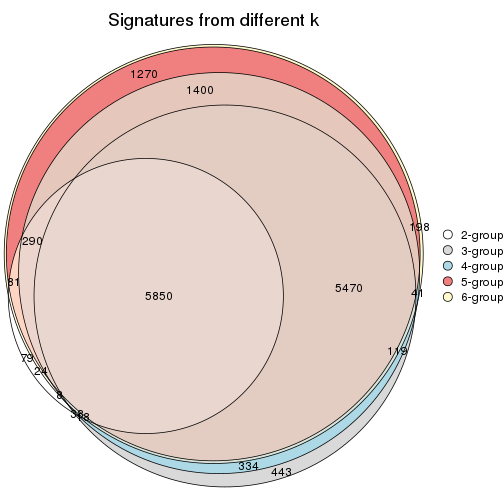 Signatures from different k
1270
1400
198
290
2-group
3-group
4-group
5-group
6-group
31
5850
5470
41
119
79
24
8
334
443